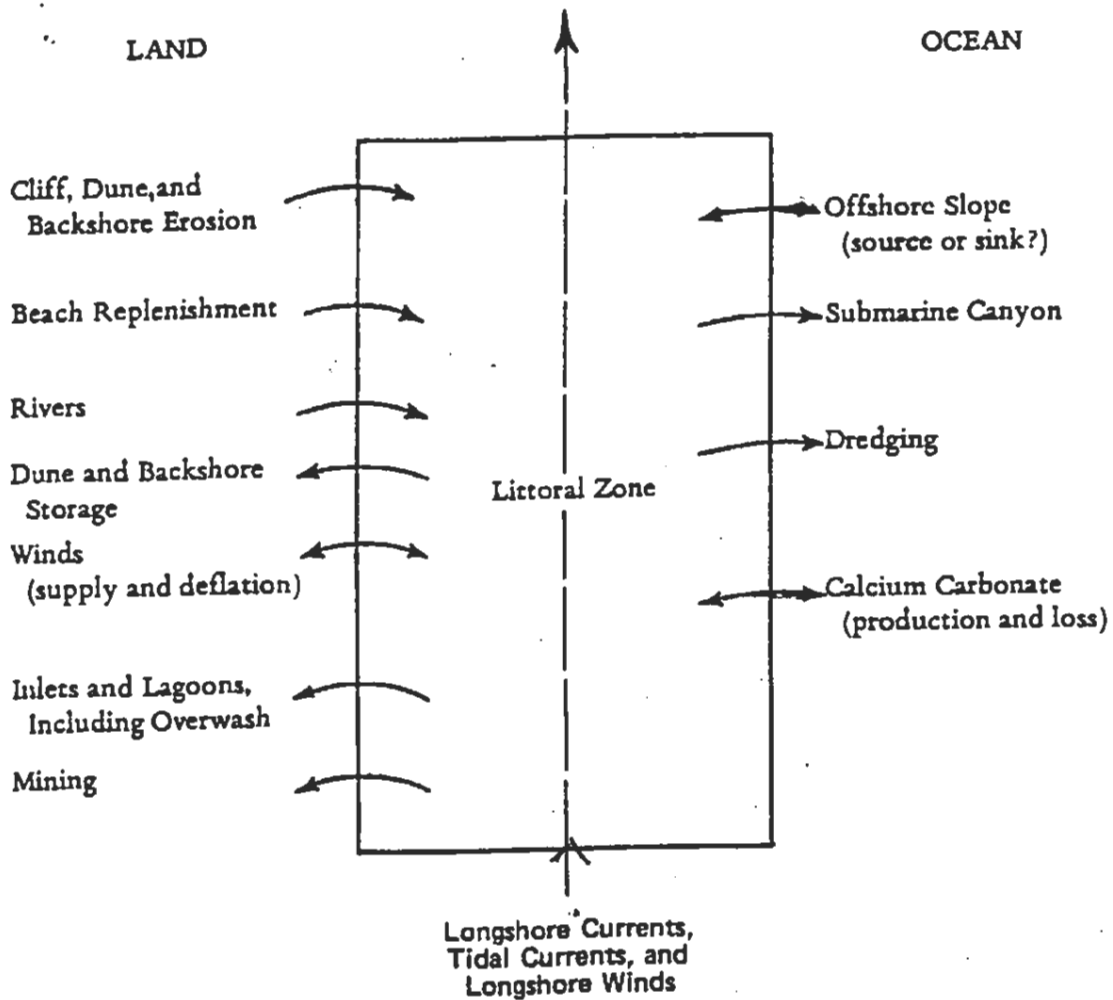 LAND
OCEAN
Cliff, Dune, and
Backshore Erosion
Beach Replenishment
Rivers
Dune and Backshore
Storage
Winds
(supply and deflation)
Inlets and Lagoons,
Including Overwash
Mining
Littoral Zone
Offshore Slope
(source or sink?)
Submarine Canyon
Dredging
Calcium Carbonate
(production and loss)
Longshore Currents,
Tidal Currents, and
Longshore Winds